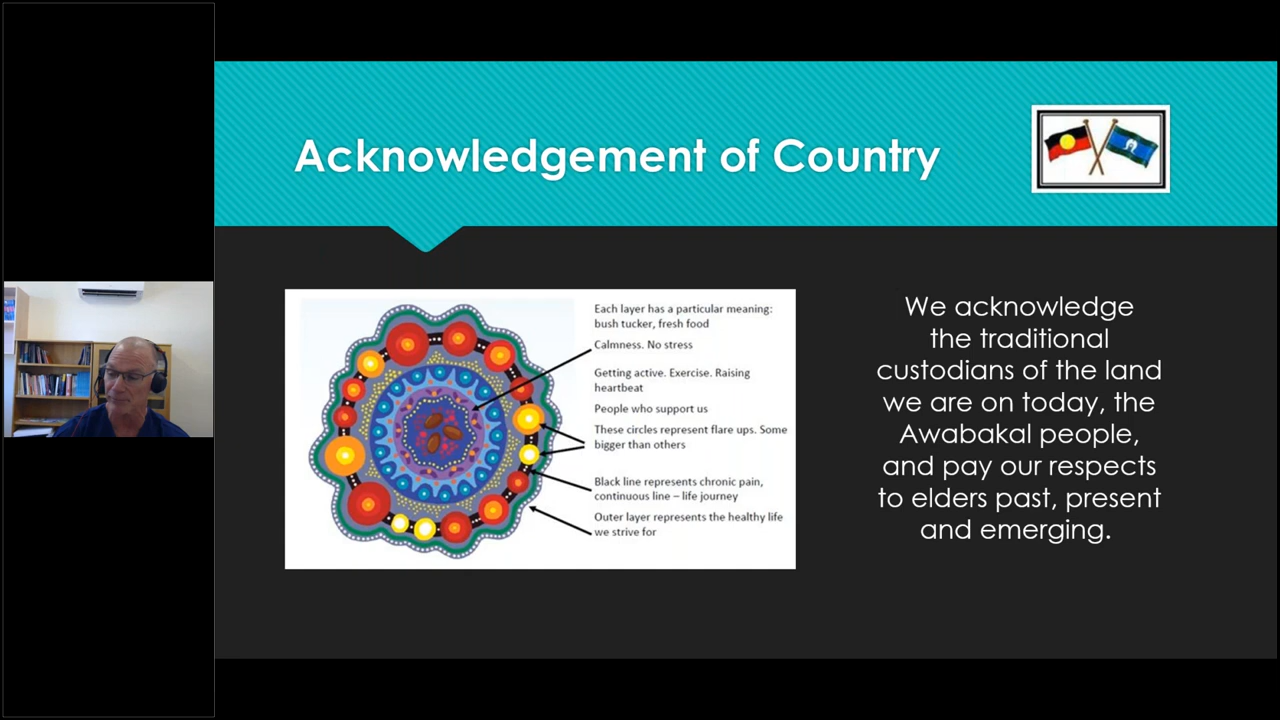 Acknowledgement of Country
Each layer has a particular meaning:
bush tucker, fresh food
Calmness. No stress
Getting active. Exercise. Raising
heartbeat
People who support us
These circles represent flare ups. Some
bigger than others
Black line represents chronic pain,
continuous line – life journey
Outer layer represents the healthy life
we strive for
We acknowledge
the traditional
custodians of the land
we are on today, the
Awabakal people,
and pay our respects
to elders past, present
and emerging.